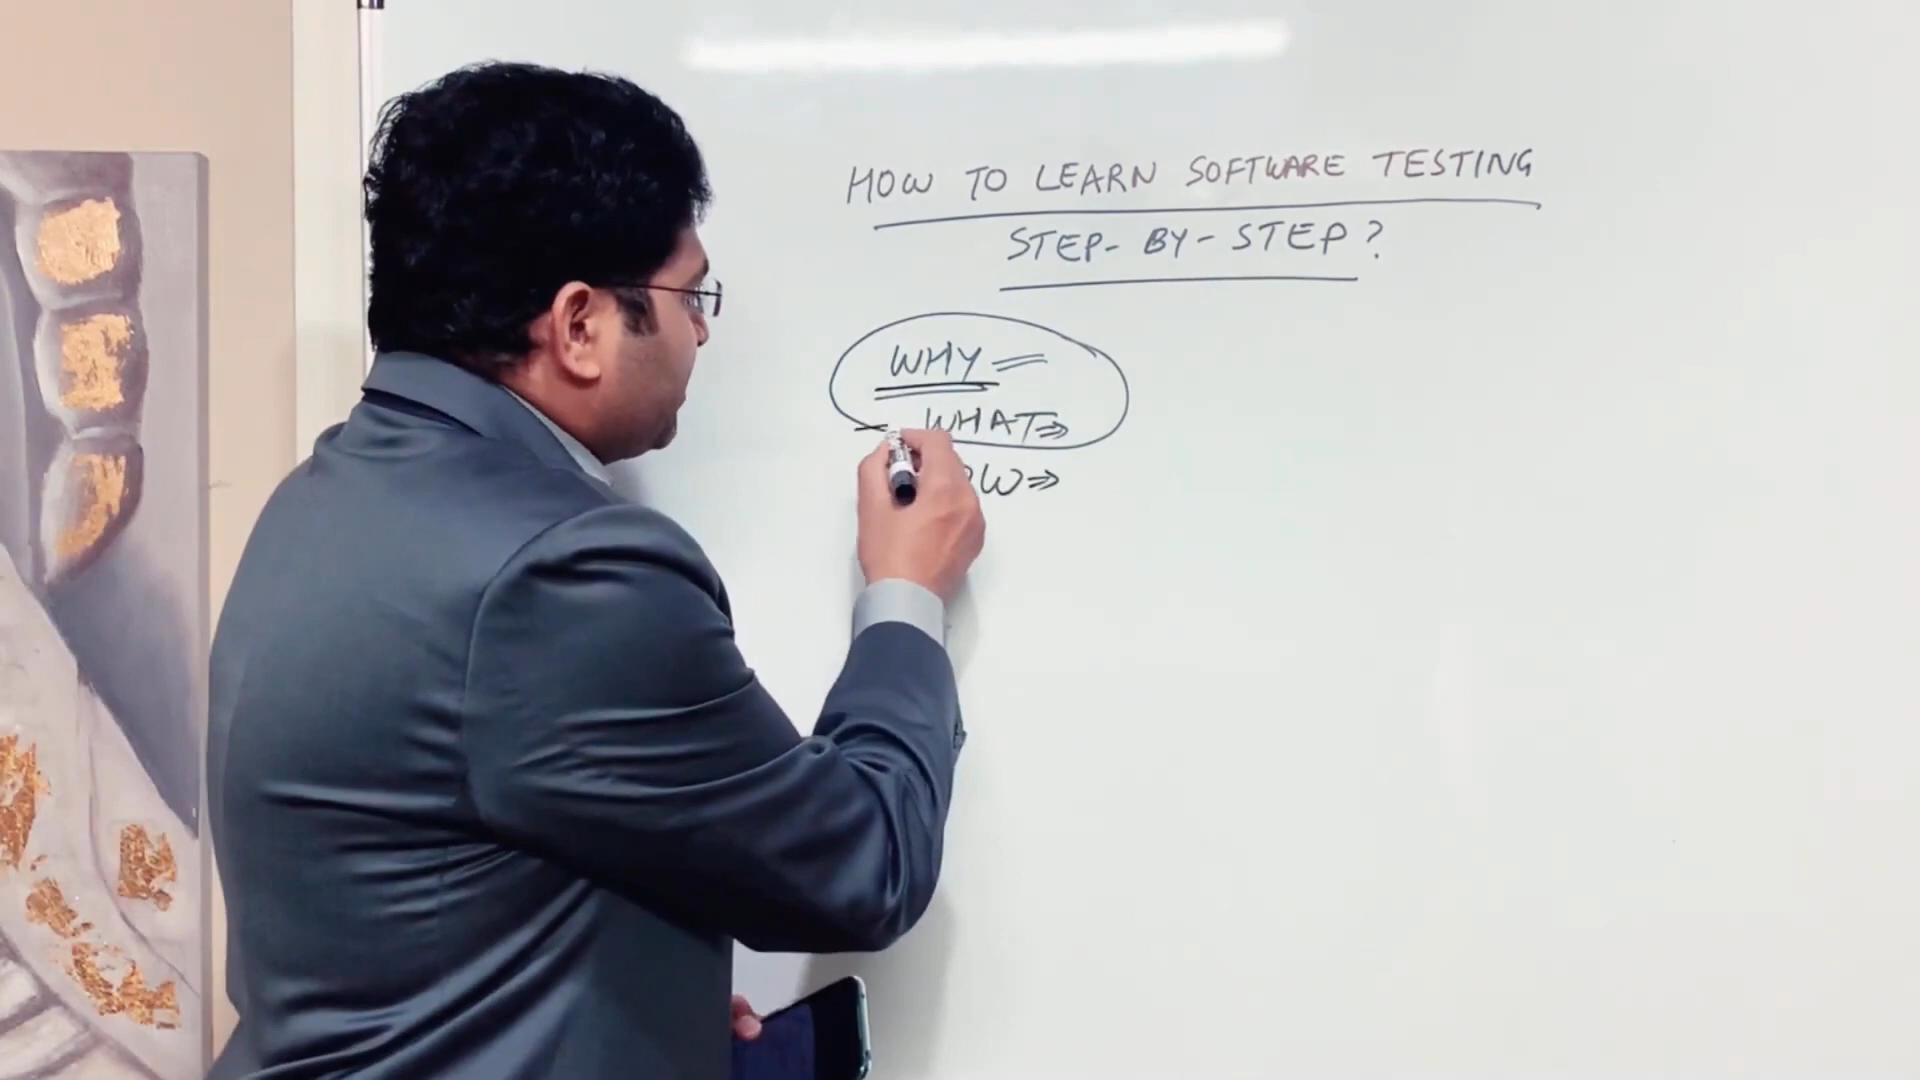 HOW TO LEARN SOFTWARE TESTING
STEP-BY-STEP?
WHY =
WHAT⇒